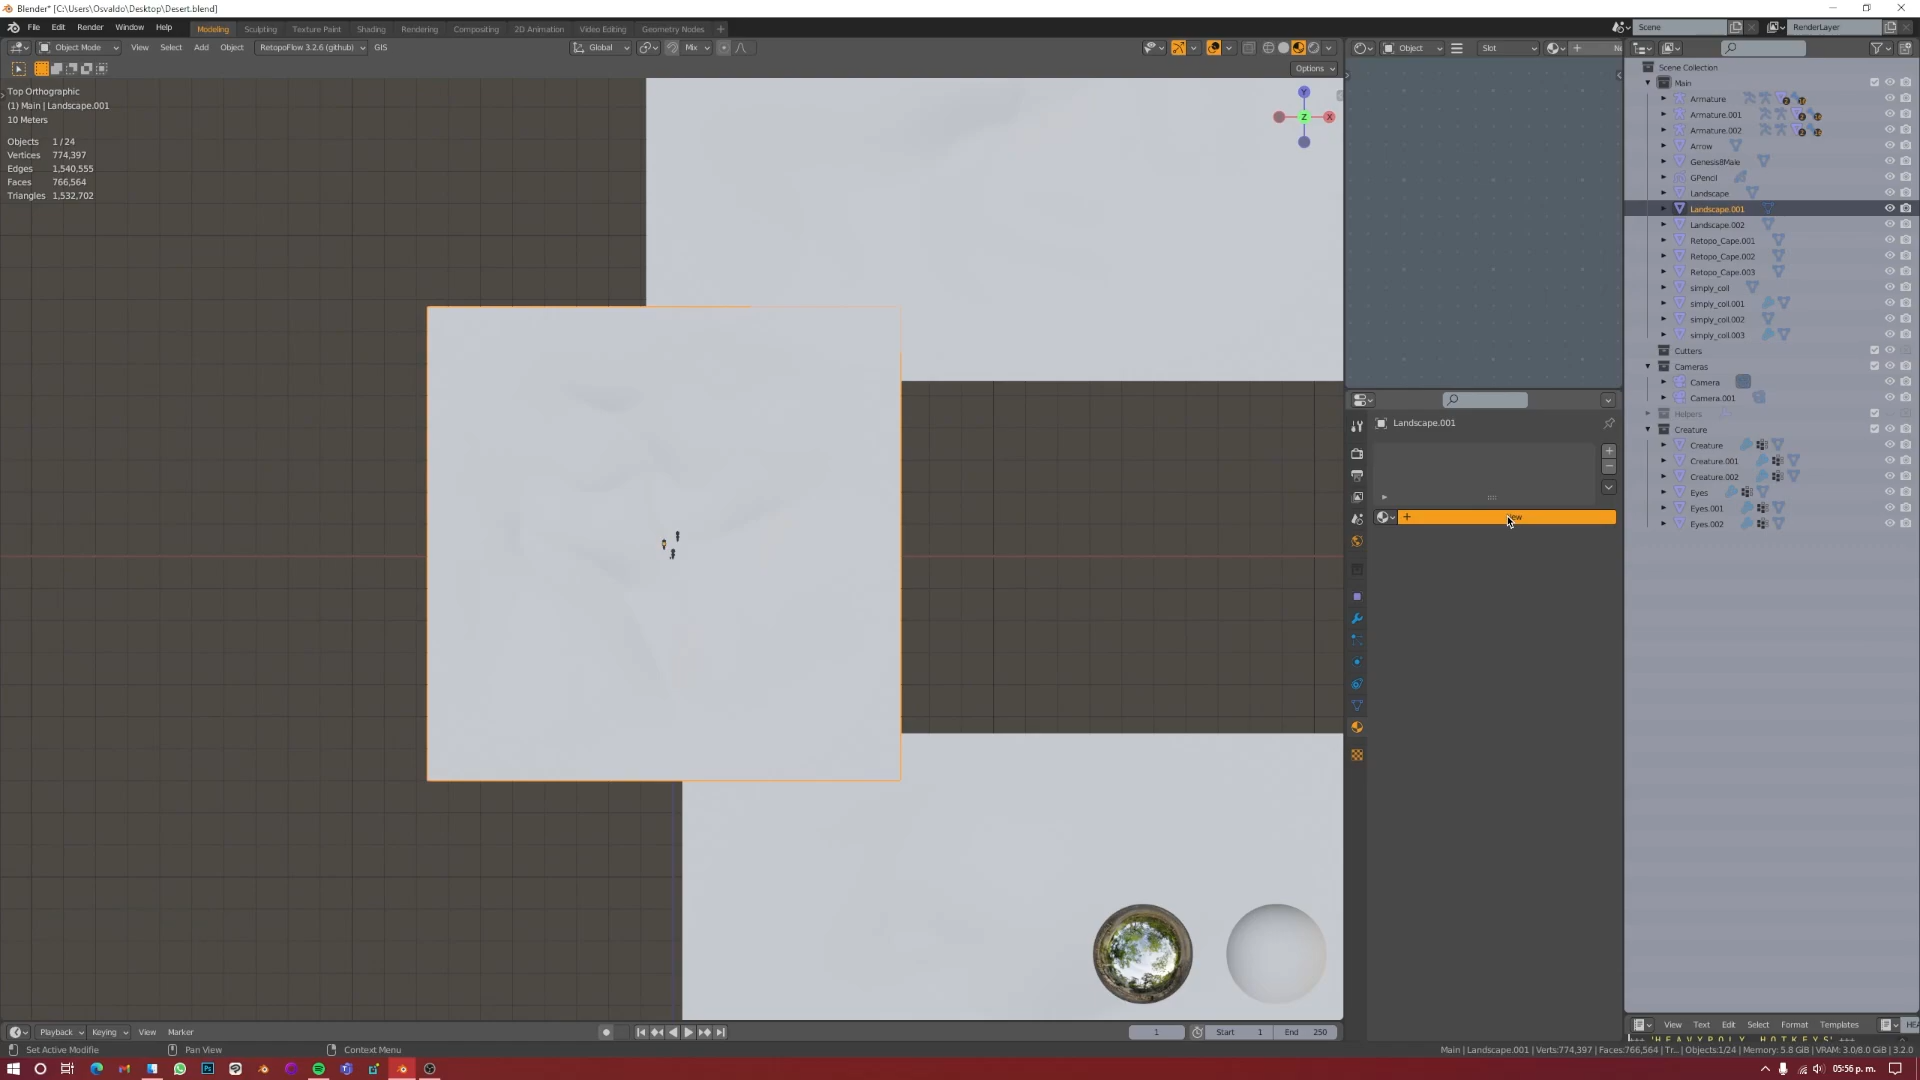 Blender* [C:\Users\Osvaldo\Desktop\Desert.blend]
File Edit Render Window Help Modeling Sculpting Texture Paint Shading Rendering Compositing 2D Animation Video Editing Geometry Nodes + Scene RenderLayer
Object Mode View Select Add Object RetopoFlow 3.2.6 (github) GIS Global Mix Object Slot
Options
Top Orthographic
(1) Main | Landscape.001
10 Meters
Objects 1/24
Vertices 774,397
Edges 1,540,555
Faces 766,564
Triangles 1,532,702
Y
X
Z
Scene Collection
Main
Armature
Armature.001
Armature.002
Arrow
Genesis8Male
GPencil
Landscape
Landscape.001
Landscape.002
Retopo_Cape.001
Retopo_Cape.002
Retopo_Cape.003
simply_coll
simply_coll.001
simply_coll.002
simply_coll.003
Cutters
Cameras
Camera
Camera.001
Helpers
Creature
Creature
Creature.001
Creature.002
Eyes
Eyes.001
Eyes.002
Landscape.001
Playback Keying View Marker 1 Start 1 End 250
View Text Edit Select Format Templates
'HEAVYPOLY HOTKEYS'
Set Active Modifie Pan View Context Menu
Main | Landscape.001 | Verts:774,397 | Faces:766,564 | Tr... | Objects:1/24 | Memory: 5.8 GiB | VRAM: 3.0/8.0 GiB | 3.2.0
05:56 p. m.